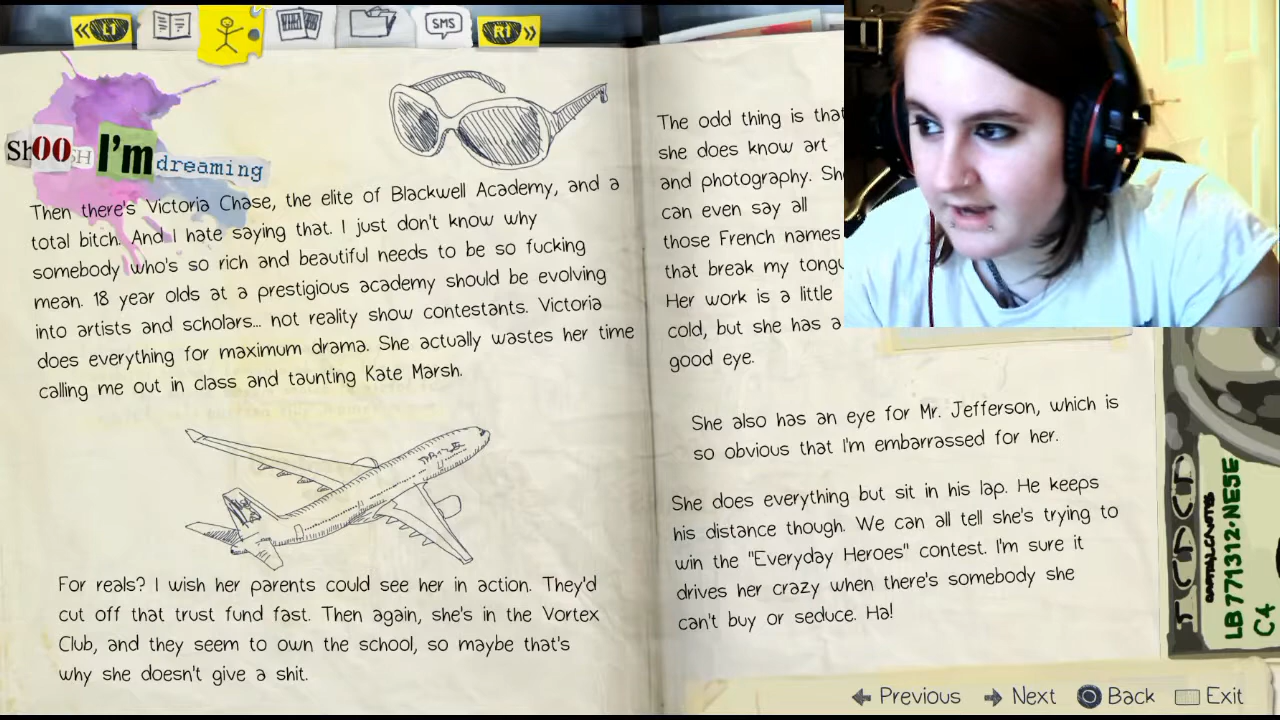 L1
SMS
R1
ShOOSH I'm dreaming
Then there's Victoria Chase, the elite of Blackwell Academy, and a
total bitch. And I hate saying that. I just don't know why
somebody who's so rich and beautiful needs to be so fucking
mean. 18 year olds at a prestigious academy should be evolving
into artists and scholars... not reality show contestants. Victoria
does everything for maximum drama. She actually wastes her time
calling me out in class and taunting Kate Marsh.
For reals? I wish her parents could see her in action. They'd
cut off that trust fund fast. Then again, she's in the Vortex
Club, and they seem to own the school, so maybe that's
why she doesn't give a shit.
The odd thing is that
she does know art
and photography. She
can even say all
those French names
that break my tongu
Her work is a little
cold, but she has a
good eye.
She also has an eye for Mr. Jefferson, which is
so obvious that I'm embarrassed for her.
She does everything but sit in his lap. He keeps
his distance though. We can all tell she's trying to
win the "Everyday Heroes" contest. I'm sure it
drives her crazy when there's somebody she
can't buy or seduce. Ha!
LB771312·NESE
C4
Previous Next Back Exit